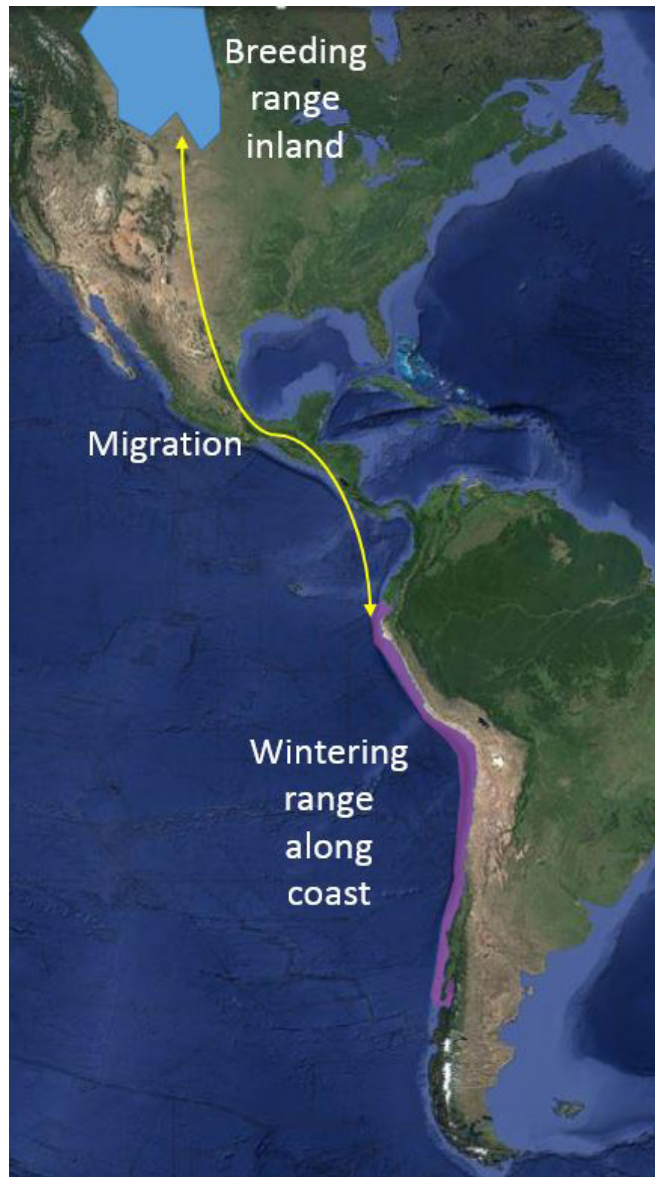 Breeding
range
inland
Migration
Wintering
range
along
coast